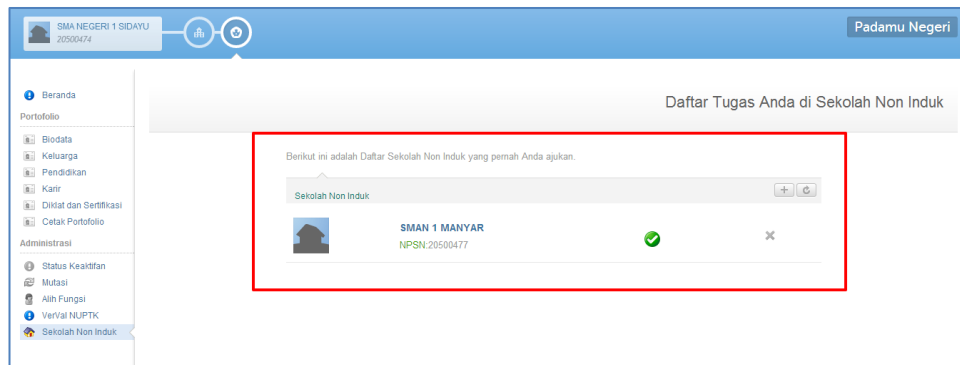 SMA NEGERI 1 SIDAYU
20500474
Padamu Negeri
Beranda
Portofolio
Biodata
Keluarga
Pendidikan
Karir
Diklat dan Sertifikasi
Cetak Portofolio
Administrasi
Status Keaktifan
Mutasi
Alih Fungsi
VerVal NUPTK
Sekolah Non Induk
Daftar Tugas Anda di Sekolah Non Induk
Berikut ini adalah Daftar Sekolah Non Induk yang pernah Anda ajukan.
Sekolah Non Induk
SMAN 1 MANYAR
NPSN:20500477